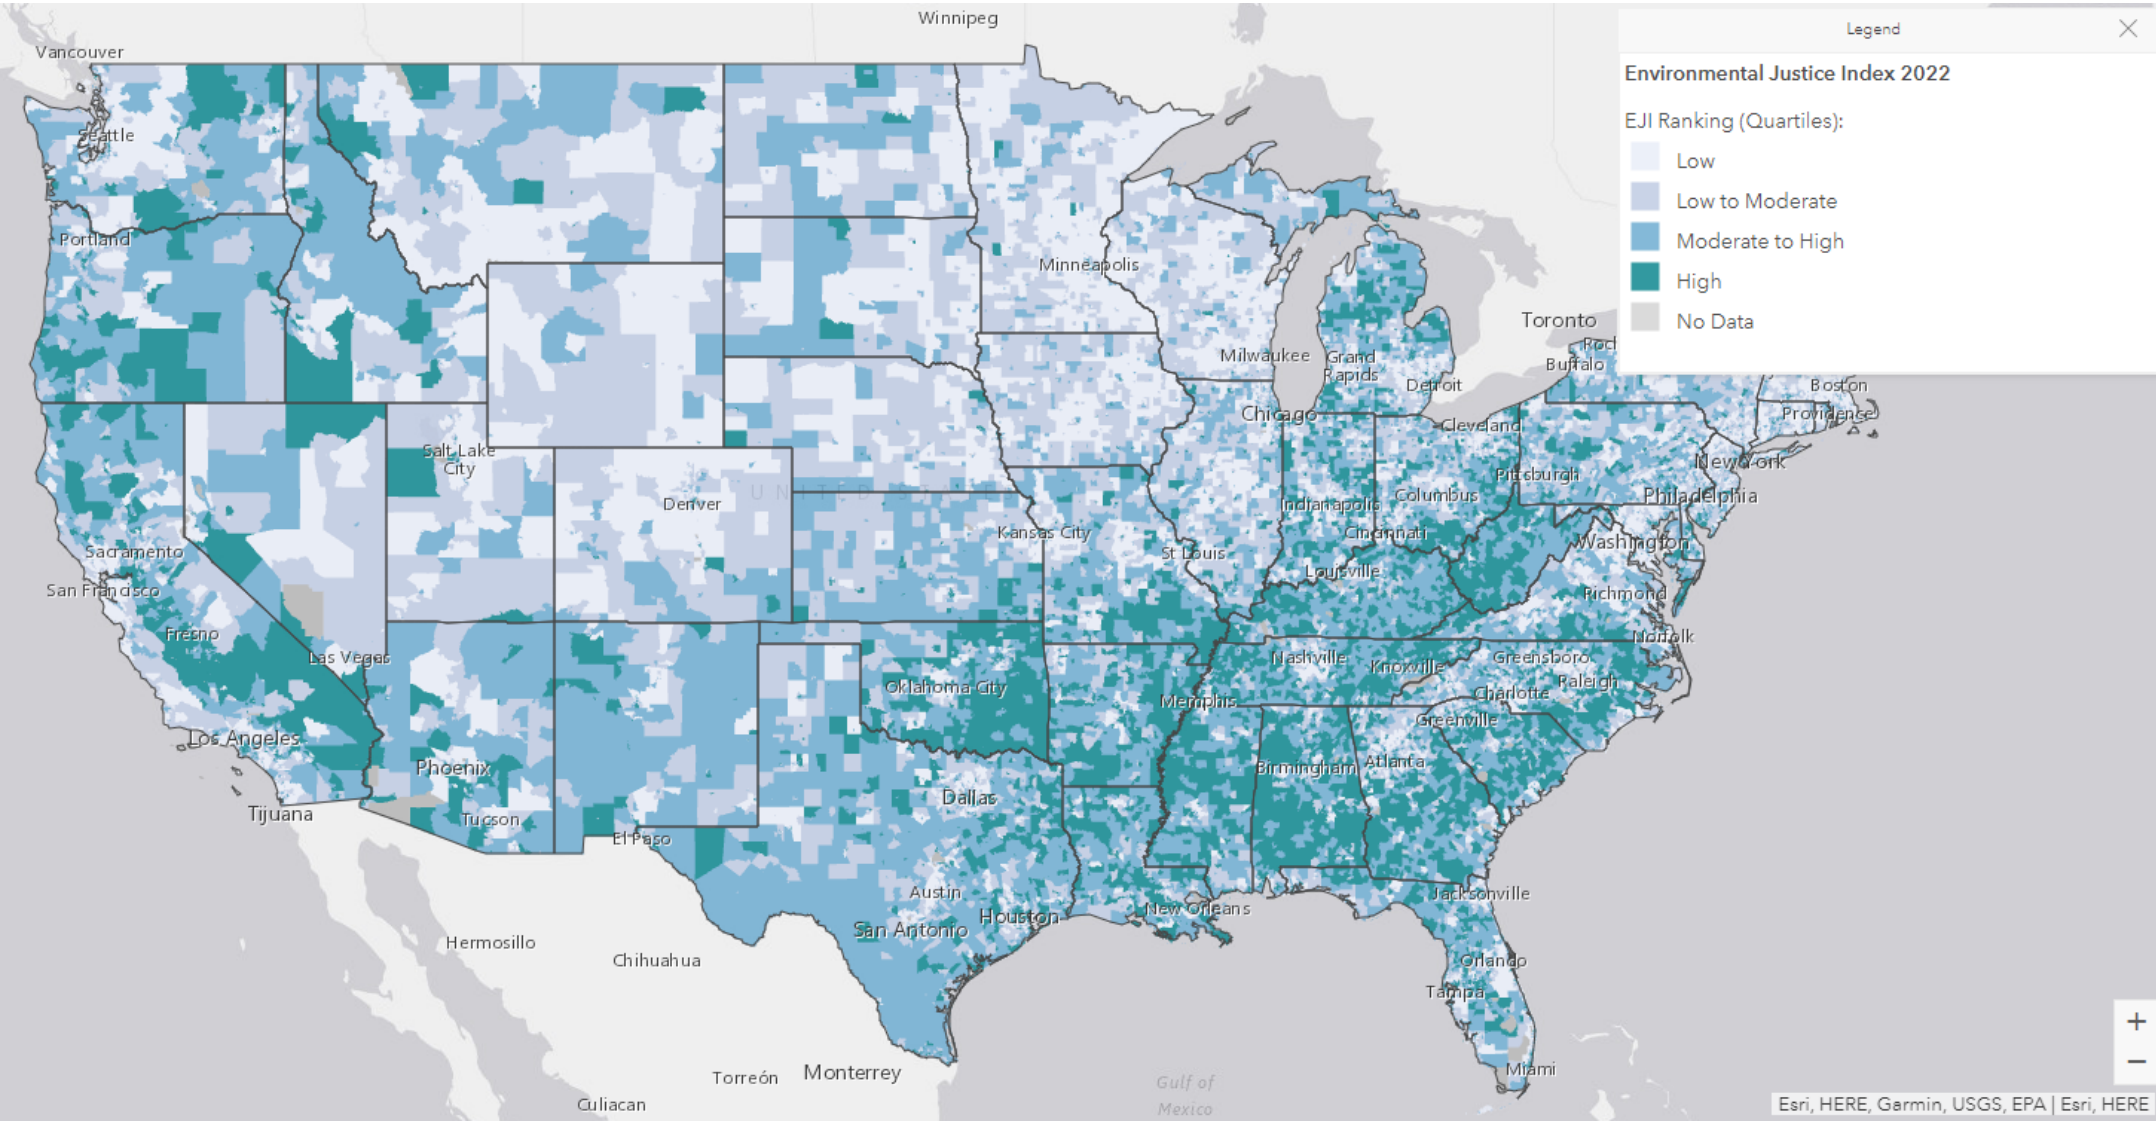 Winnipeg
Vancouver
Legend
Environmental Justice Index 2022
EJI Ranking (Quartiles):
Low
Low to Moderate
Moderate to High
High
No Data
Seattle
Portland
Minneapolis
Toronto
Roch
Buffalo
Milwaukee
Grand
Rapids
Detroit
Boston
Providence
Chicago
Cleveland
Salt Lake
City
New York
Pittsburgh
Denver
UNITED STATES
Columbus
Philadelphia
Indianapolis
Kansas City
Cincinnati
Washington
Sacramento
St Louis
Louisville
San Francisco
Richmond
Fresno
Norfolk
Las Vegas
Nashville
Knoxville
Greensboro
Oklahoma City
Raleigh
Charlotte
Memphis
Greenville
Los Angeles
Phoenix
Birmingham
Atlanta
Dallas
Tijuana
Tucson
El Paso
Austin
Jacksonville
New Orleans
Houston
San Antonio
Hermosillo
Chihuahua
Orlando
Tampa
Miami
Torreón
Monterrey
Gulf of
Mexico
Culiacan
+
−
Esri, HERE, Garmin, USGS, EPA | Esri, HERE